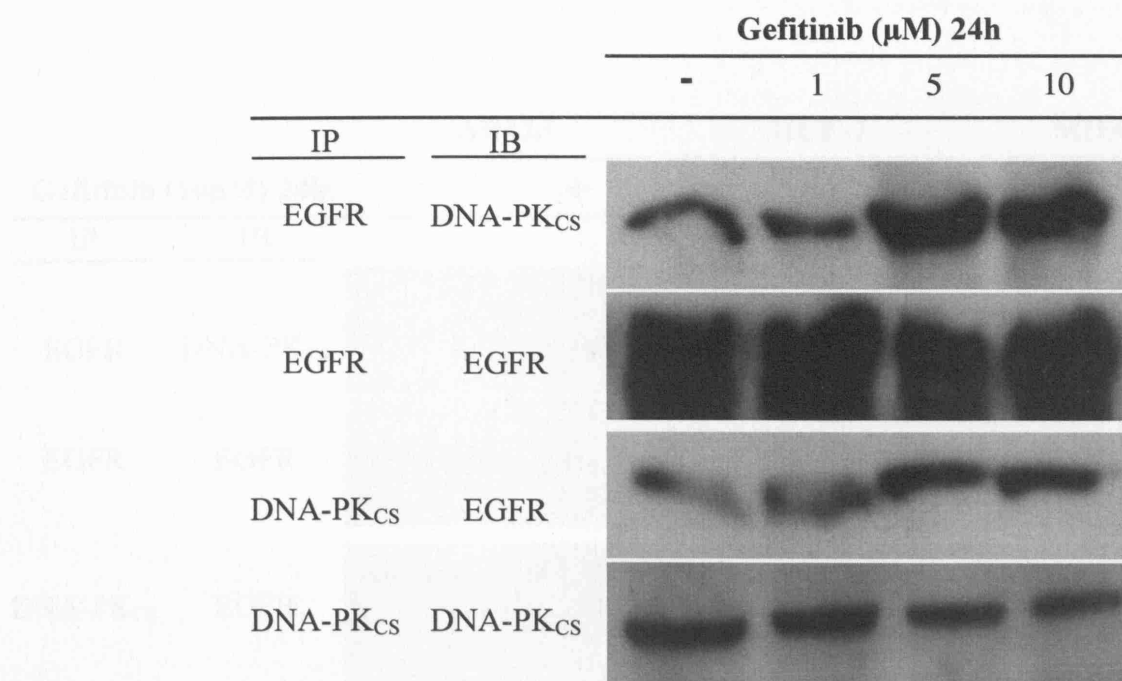 Gefitinib (µM) 24h
- 1 5 10
IP IB
EGFR DNA-PKCS
EGFR EGFR
DNA-PKCS EGFR
DNA-PKCS DNA-PKCS